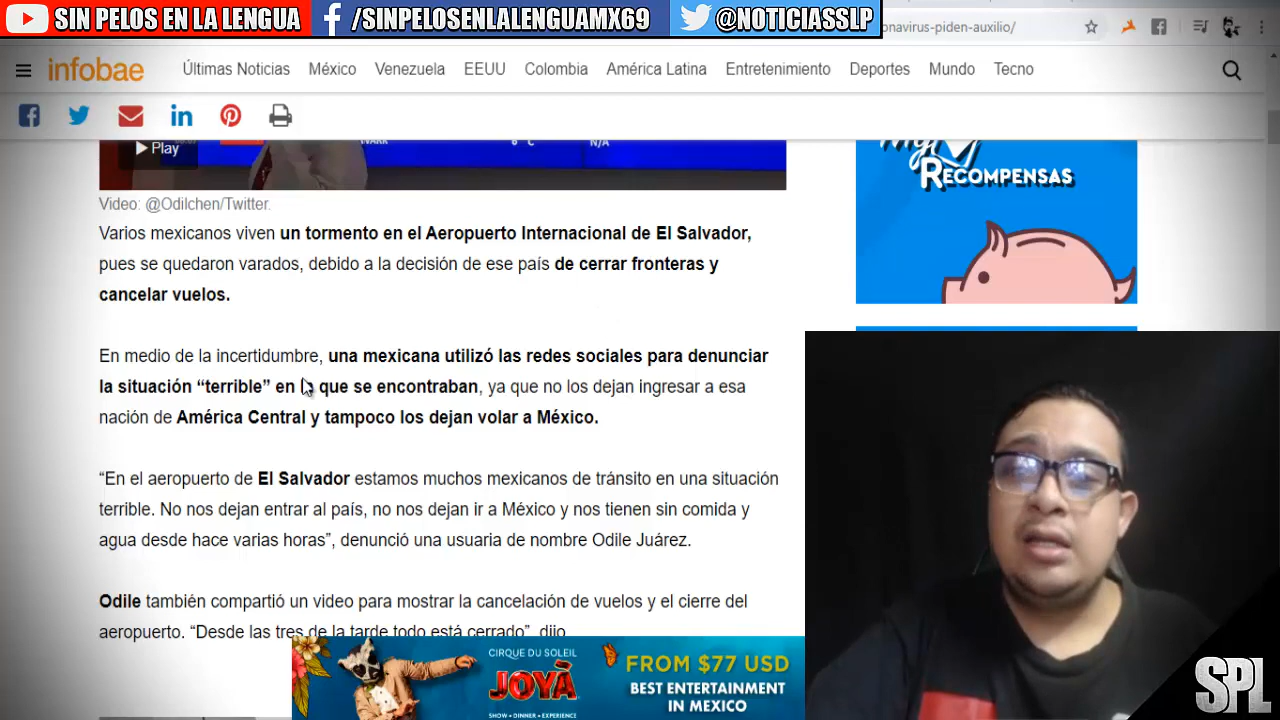 SIN PELOS EN LA LENGUA
/SINPELOSENLALENGUAMX69
@NOTICIASSLP
onavirus-piden-auxilio/
infobae
Últimas Noticias México Venezuela EEUU Colombia América Latina Entretenimiento Deportes Mundo Tecno
Play
N/A
Video: @Odilchen/Twitter.
Varios mexicanos viven un tormento en el Aeropuerto Internacional de El Salvador,
pues se quedaron varados, debido a la decisión de ese país de cerrar fronteras y
cancelar vuelos.
En medio de la incertidumbre, una mexicana utilizó las redes sociales para denunciar
la situación “terrible” en la que se encontraban, ya que no los dejan ingresar a esa
nación de América Central y tampoco los dejan volar a México.
“En el aeropuerto de El Salvador estamos muchos mexicanos de tránsito en una situación
terrible. No nos dejan entrar al país, no nos dejan ir a México y nos tienen sin comida y
agua desde hace varias horas”, denunció una usuaria de nombre Odile Juárez.
Odile también compartió un video para mostrar la cancelación de vuelos y el cierre del
aeropuerto. “Desde las tres de la tarde todo está cerrado”, dijo
RECOMPENSAS
CIRQUE DU SOLEIL
JOYÀ
SHOW • DINNER • EXPERIENCE
FROM $77 USD
BEST ENTERTAINMENT
IN MEXICO
SPL